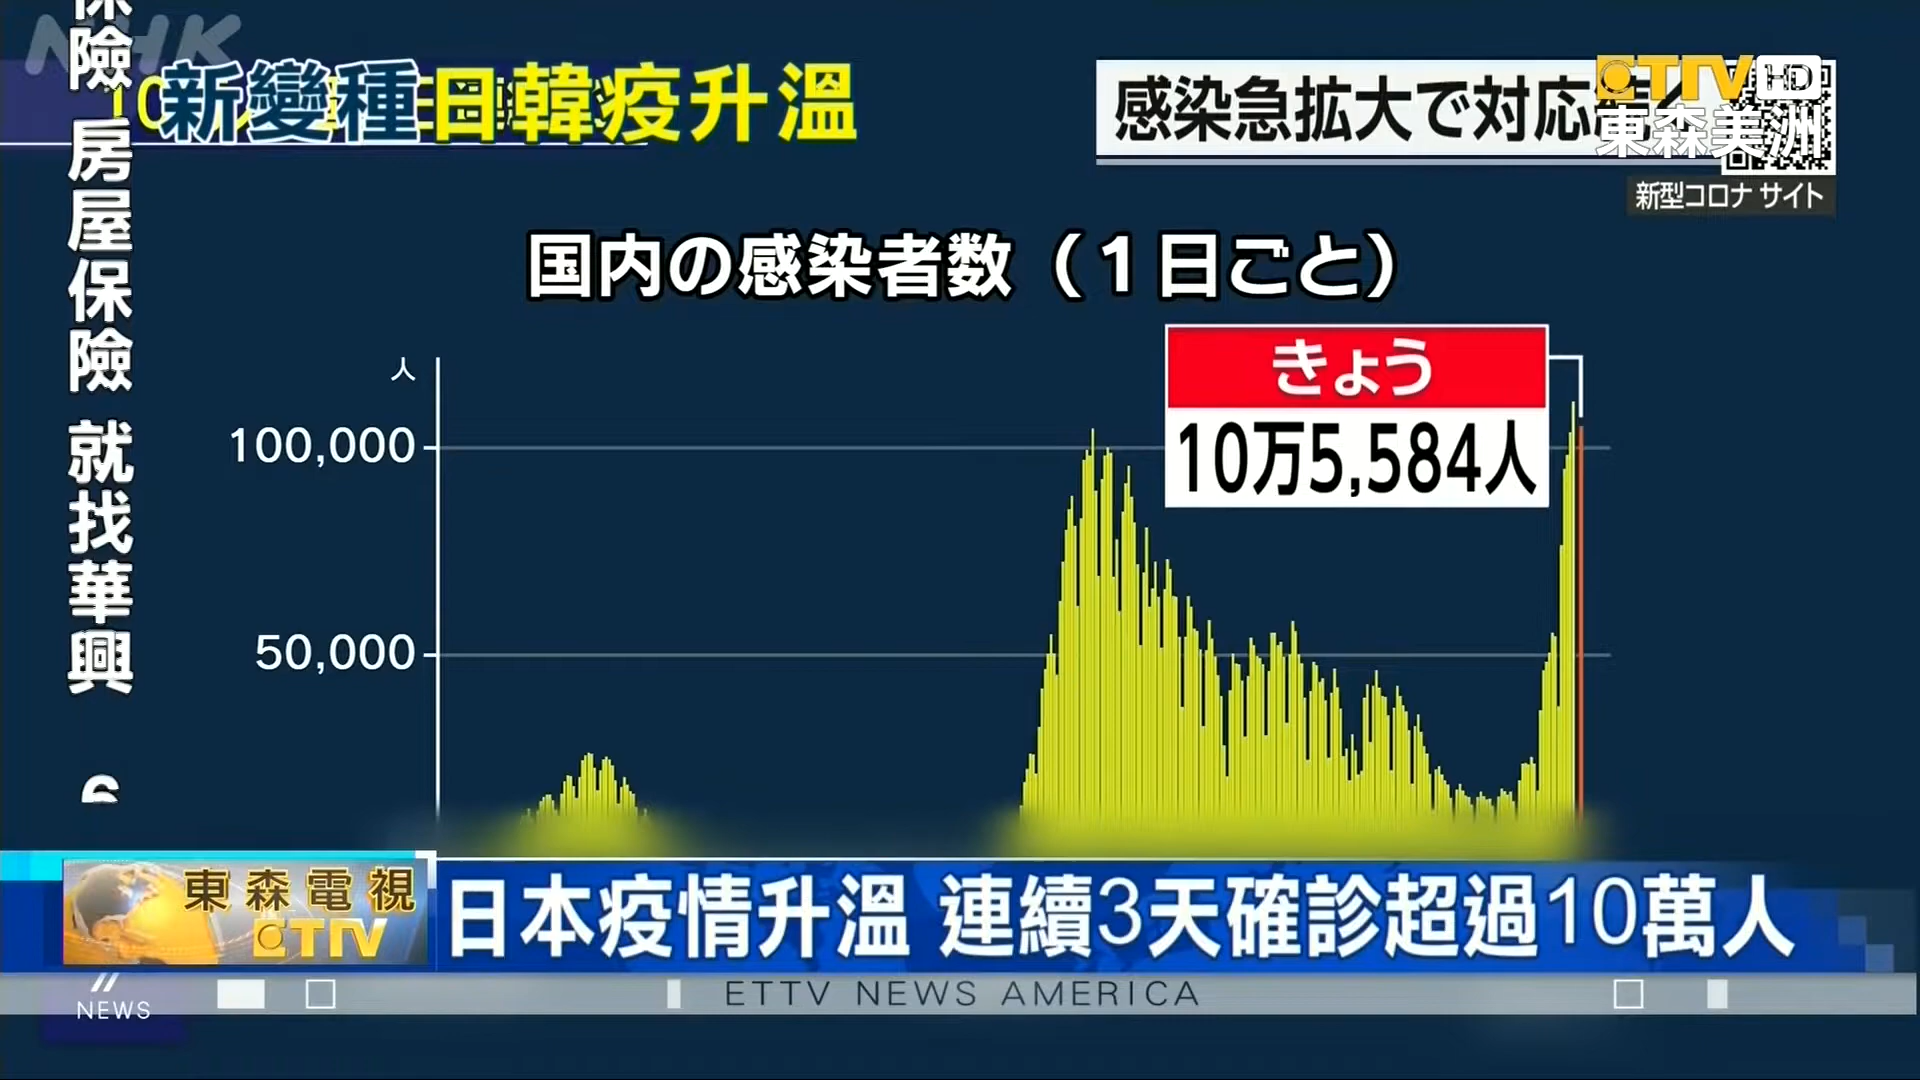 NHK
新變種日韓疫升溫
感染急拡大で対応
ETTV HD
東森美洲
新型コロナ サイト
險 房屋保險 就找華興
国内の感染者数（１日ごと）
人
きょう
10万5,584人
100,000
50,000
東森電視
ETTV
日本疫情升溫 連續3天確診超過10萬人
NEWS
ETTV NEWS AMERICA